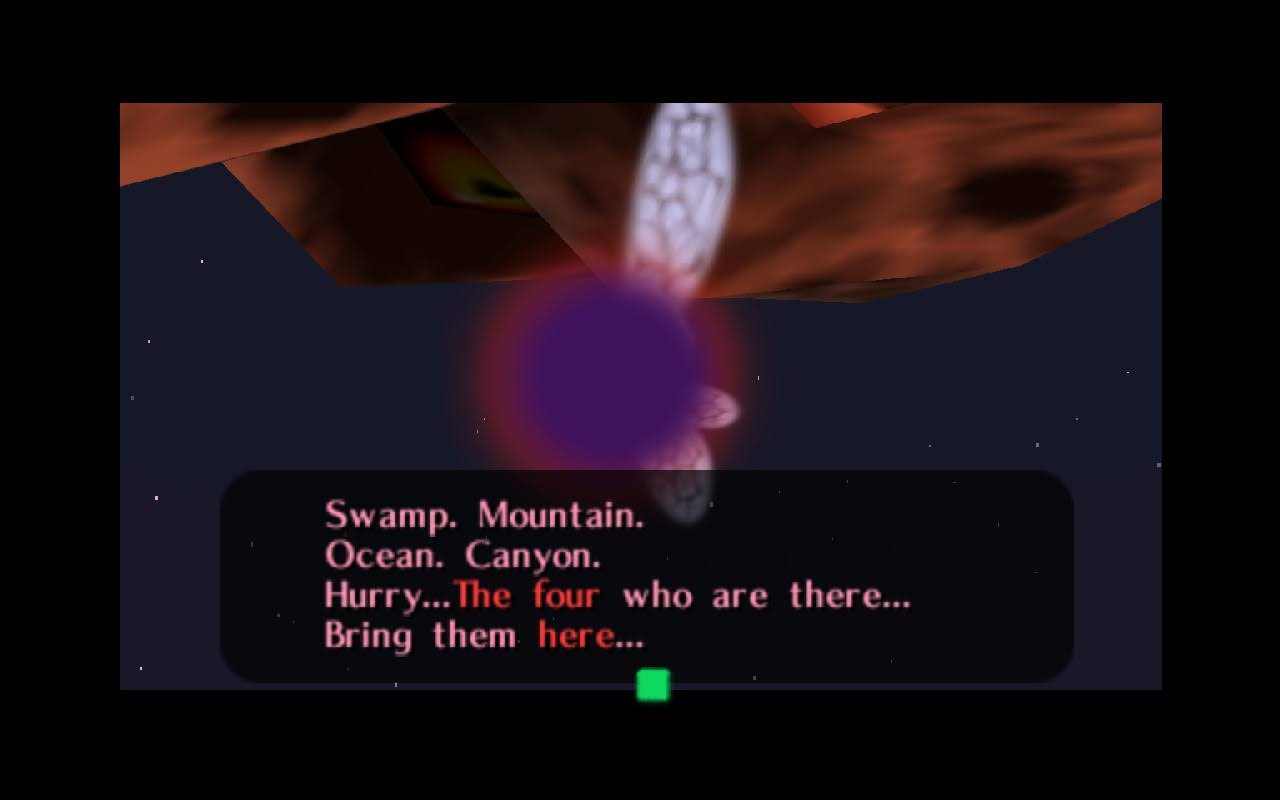 Swamp. Mountain.
Ocean. Canyon.
Hurry...The four who are there...
Bring them here...